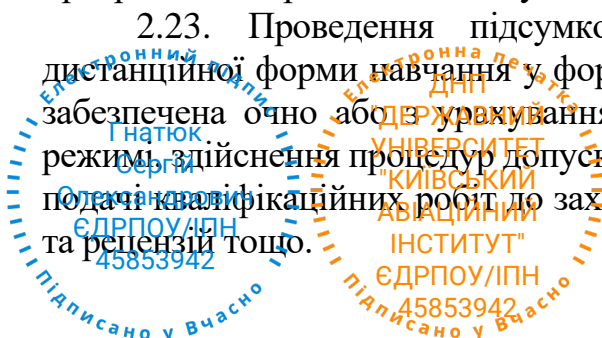 2.23. Проведення підсумко
дистанційної форми навчання у фор
забезпечена очно або з урахування
режимі, здійснення процедур допуск
подачі кваліфікаційних робіт до зах
та рецензій тощо.
Електронний підпис
Гнатюк
Сергій
Олександрович
ЄДРПОУ/ІПН
45853942
Підписано у Вчасно
Електронна печатка
ДНП
"ДЕРЖАВНИЙ
УНІВЕРСИТЕТ
"КИЇВСЬКИЙ
АВІАЦІЙНИЙ
ІНСТИТУТ"
ЄДРПОУ/ІПН
45853942
Підписано у Вчасно